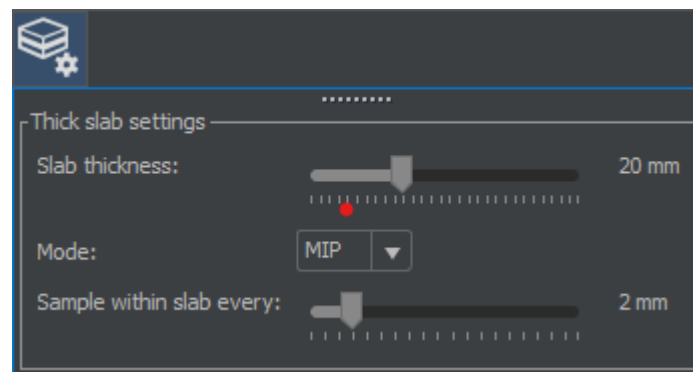 Thick slab settings
Slab thickness: 20 mm
Mode: MIP
Sample within slab every: 2 mm